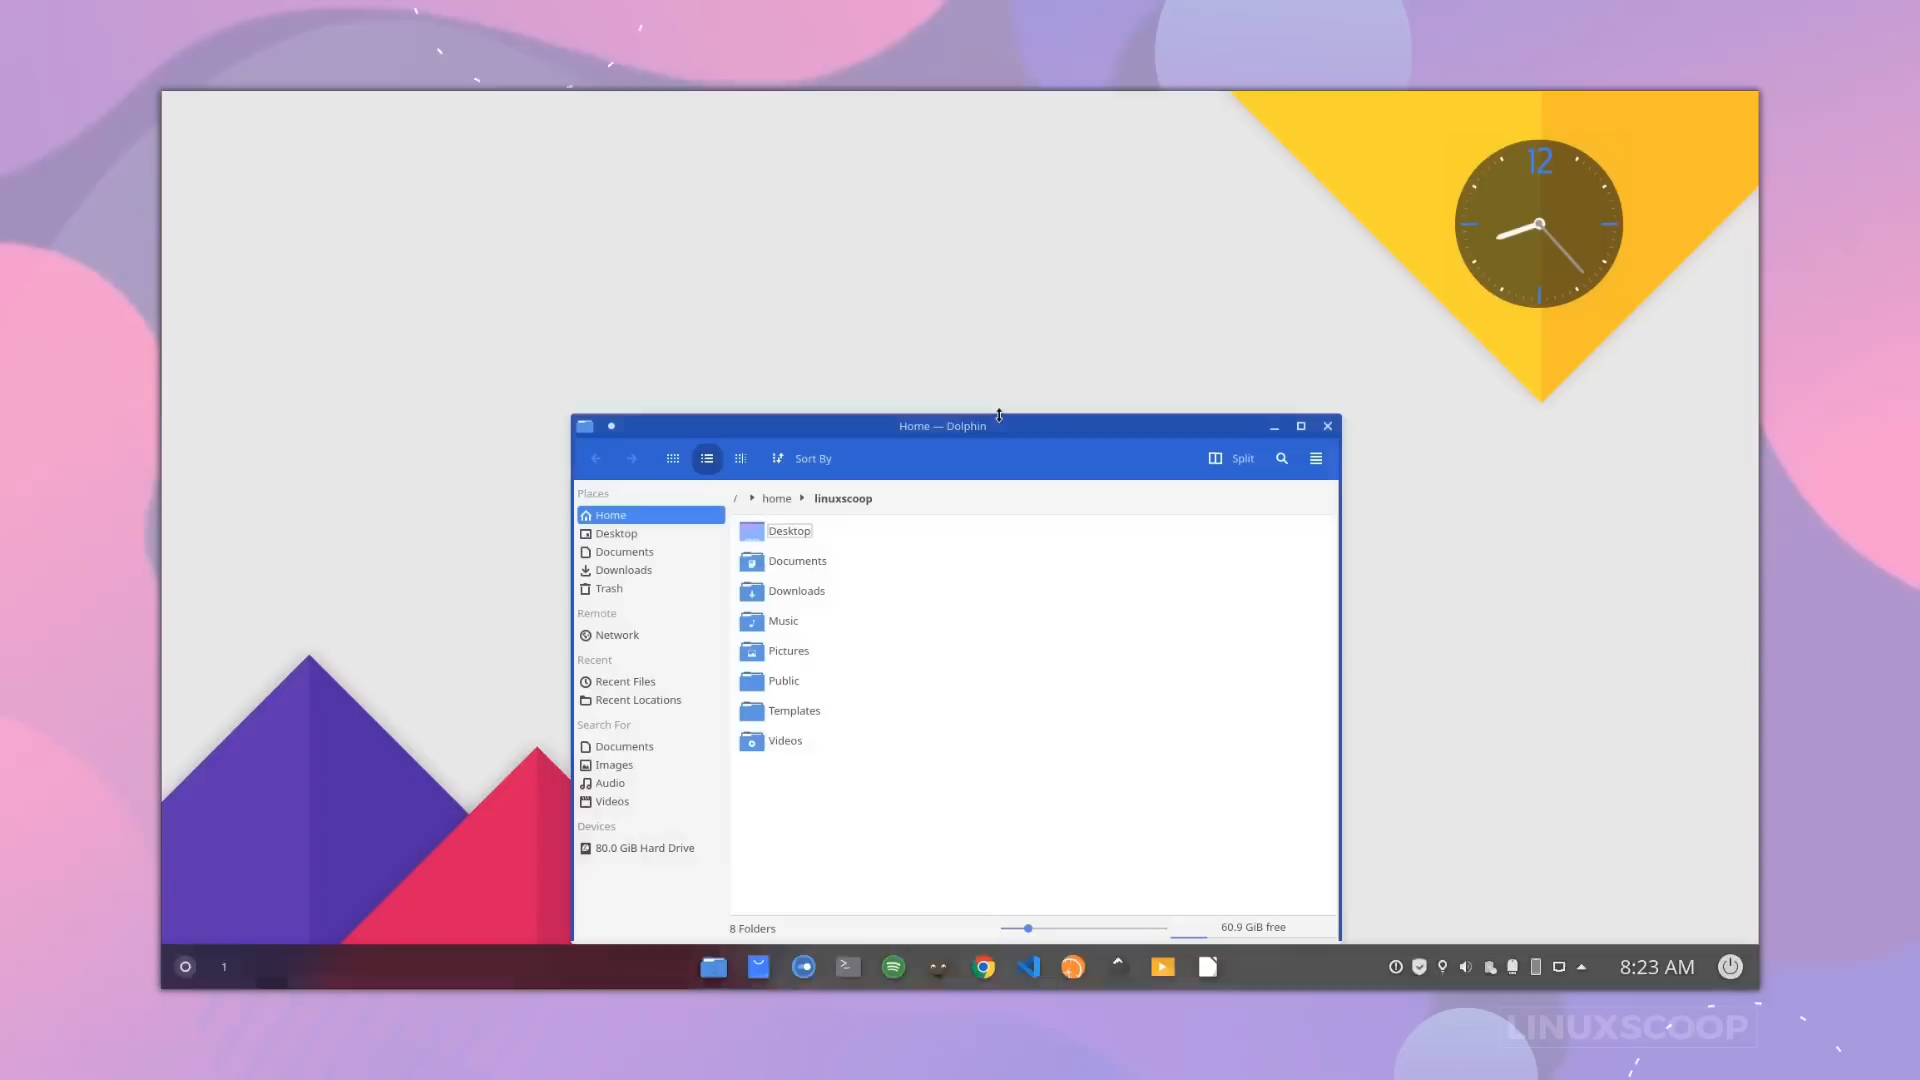 12
Home — Dolphin
Sort By
Split
Places
Home
Desktop
Documents
Downloads
Trash
Remote
Network
Recent
Recent Files
Recent Locations
Search For
Documents
Images
Audio
Videos
Devices
80.0 GiB Hard Drive
/ home linuxscoop
Desktop
Documents
Downloads
Music
Pictures
Public
Templates
Videos
8 Folders
60.9 GiB free
1
8:23 AM
LINUXSCOOP